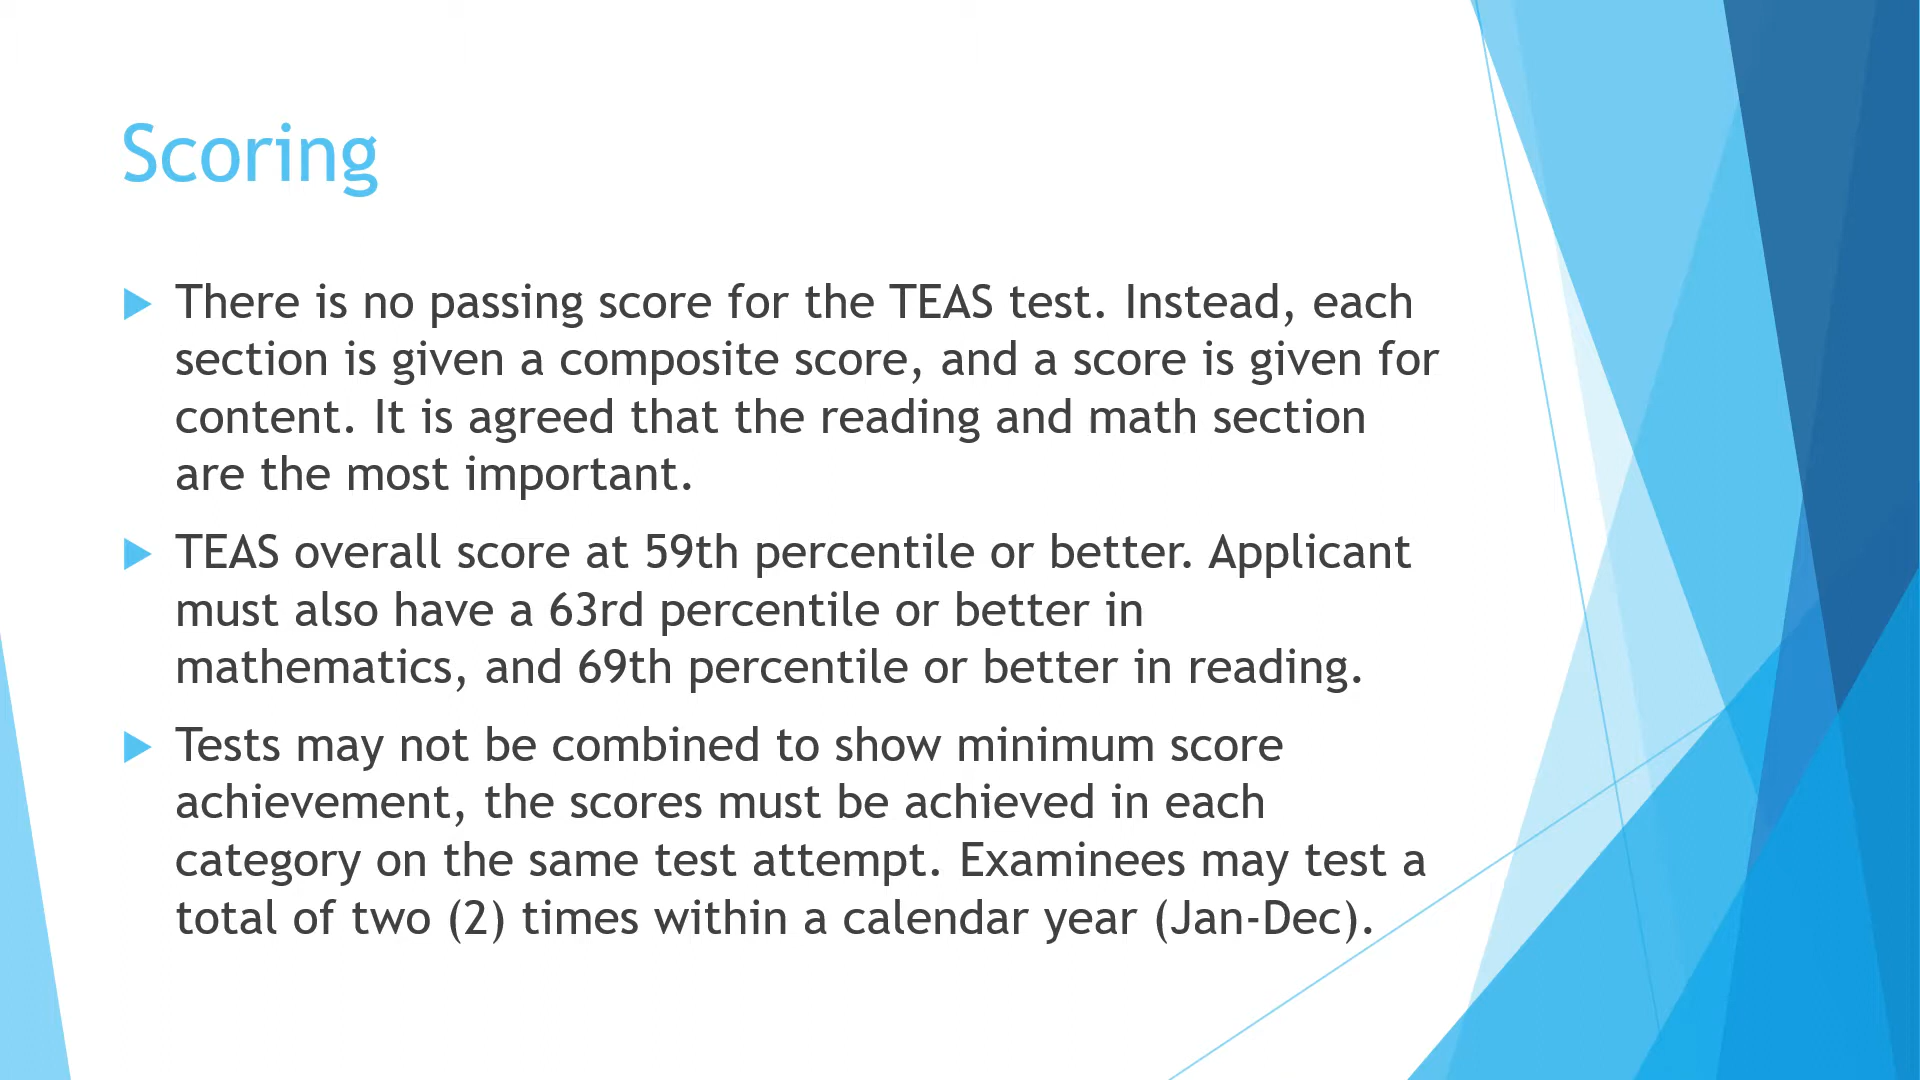 Scoring
There is no passing score for the TEAS test. Instead, each
section is given a composite score, and a score is given for
content. It is agreed that the reading and math section
are the most important.
TEAS overall score at 59th percentile or better. Applicant
must also have a 63rd percentile or better in
mathematics, and 69th percentile or better in reading.
Tests may not be combined to show minimum score
achievement, the scores must be achieved in each
category on the same test attempt. Examinees may test a
total of two (2) times within a calendar year (Jan-Dec).